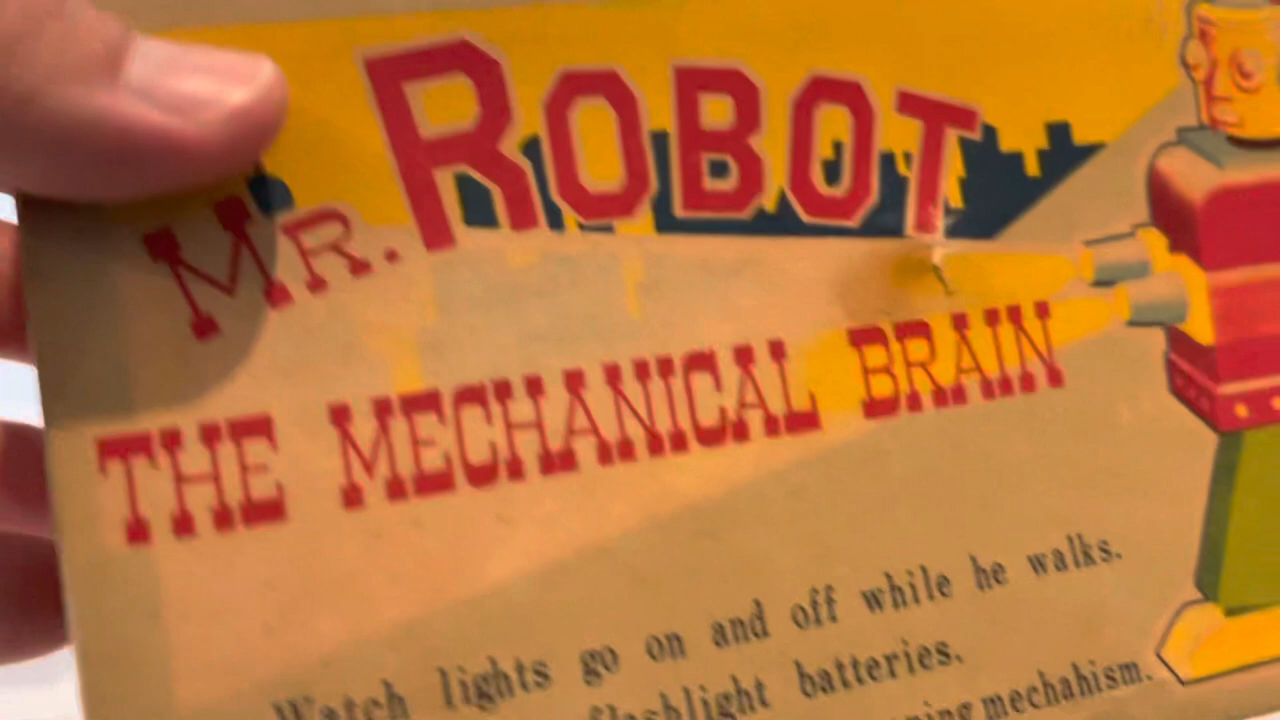 MR. ROBOT
THE MECHANICAL BRAIN
Watch lights go on and off while he walks.
flashlight batteries.
mechahism.